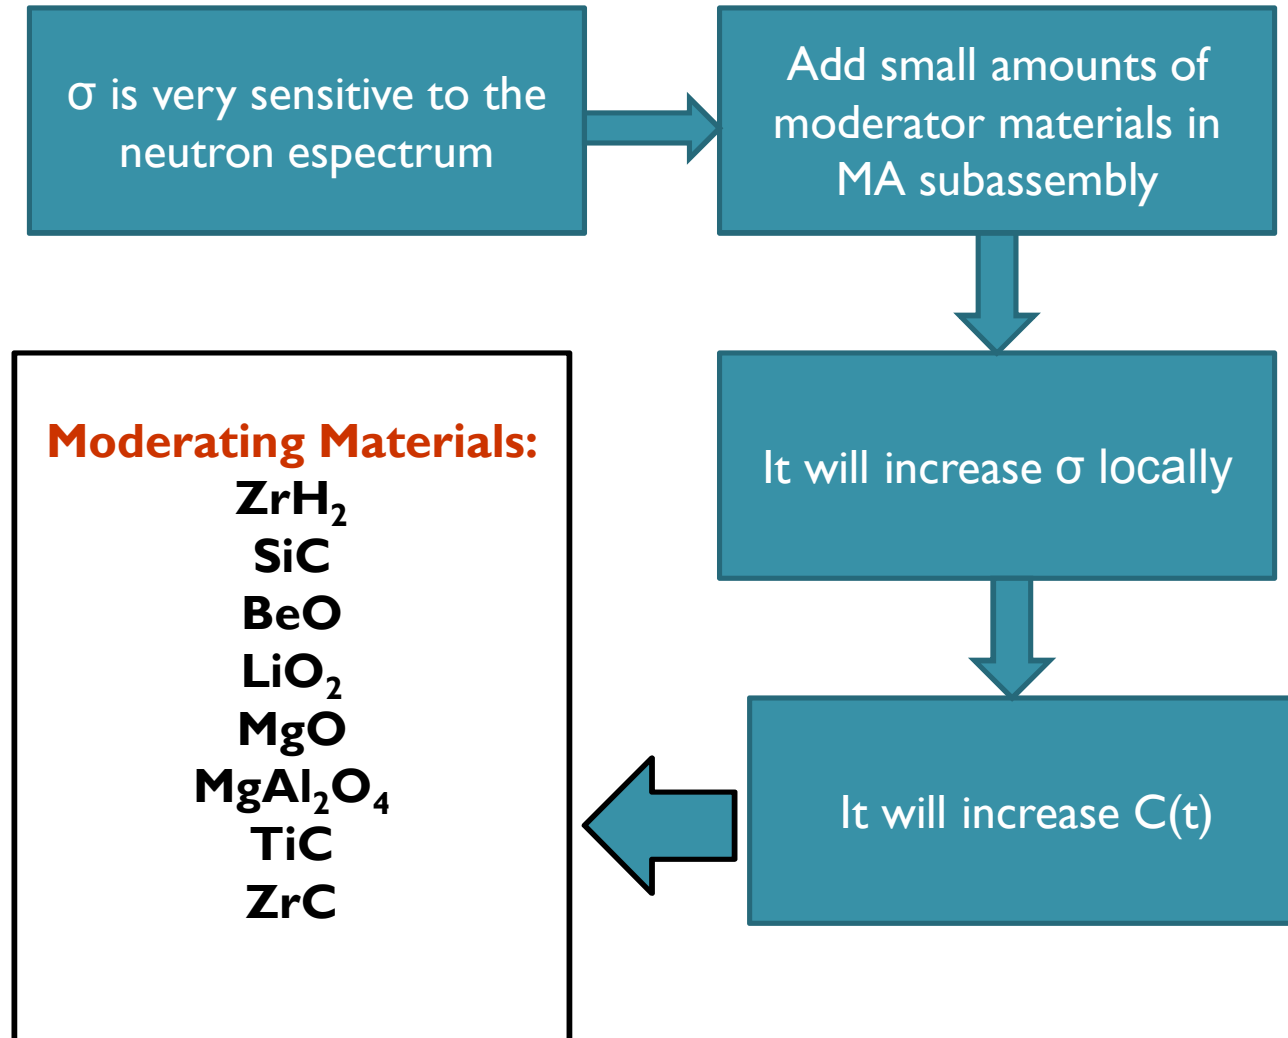 σ is very sensitive to the
neutron espectrum
Add small amounts of
moderator materials in
MA subassembly
It will increase σ locally
It will increase C(t)
Moderating Materials:
ZrH₂
SiC
BeO
LiO₂
MgO
MgAl₂O₄
TiC
ZrC